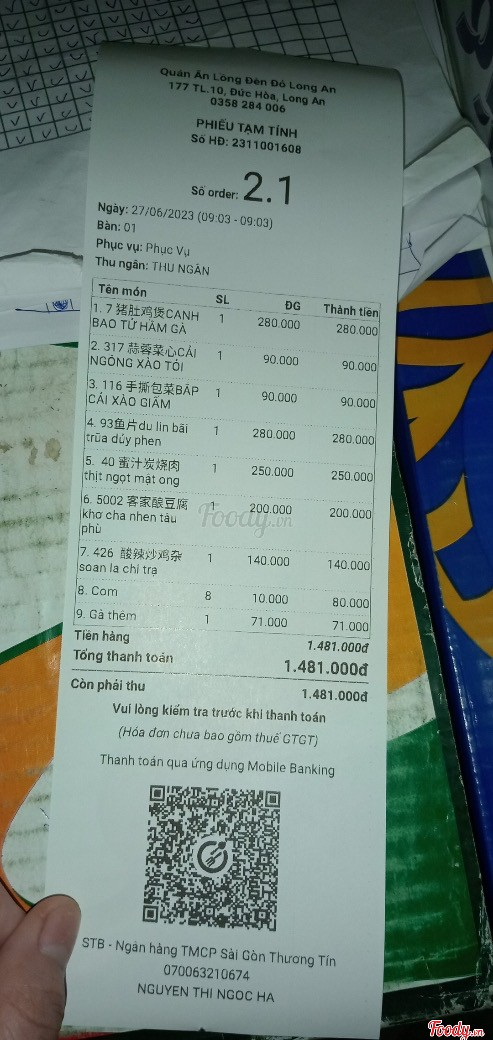 Quán Ăn Lồng Đèn Đỏ Long An
177 TL.10, Đức Hòa, Long An
0358 284 006
PHIẾU TẠM TÍNH
Số HĐ: 2311001608
Số order: 2.1
Ngày: 27/06/2023 (09:03 - 09:03)
Bàn: 01
Phục vụ: Phục Vụ
Thu ngân: THU NGÂN
Tên món SL ĐG Thành tiền
1. 7 猪肚鸡煲CANH 1 280.000 280.000
BAO TỬ HẦM GÀ
2. 317 蒜蓉菜心CẢI 1 90.000 90.000
NGỒNG XÀO TỎI
3. 116 手撕包菜BẮP 1 90.000 90.000
CẢI XÀO GIẤM
4. 93鱼片du lin bãi 1 280.000 280.000
trũa dủy phen
5. 40 蜜汁炭烧肉 1 250.000 250.000
thịt ngọt mật ong
6. 5002 客家酿豆腐 1 200.000 200.000
khơ cha nhen tâu
phù
7. 426 酸辣炒鸡杂 1 140.000 140.000
soan la chi trạ
8. Cơm 8 10.000 80.000
9. Gà thêm 1 71.000 71.000
Tiền hàng 1.481.000đ
Tổng thanh toán 1.481.000đ
Còn phải thu 1.481.000đ
Vui lòng kiểm tra trước khi thanh toán
(Hóa đơn chưa bao gồm thuế GTGT)
Thanh toán qua ứng dụng Mobile Banking
STB - Ngân hàng TMCP Sài Gòn Thương Tín
070063210674
NGUYEN THI NGOC HA
Foody.vn
Foody.vn